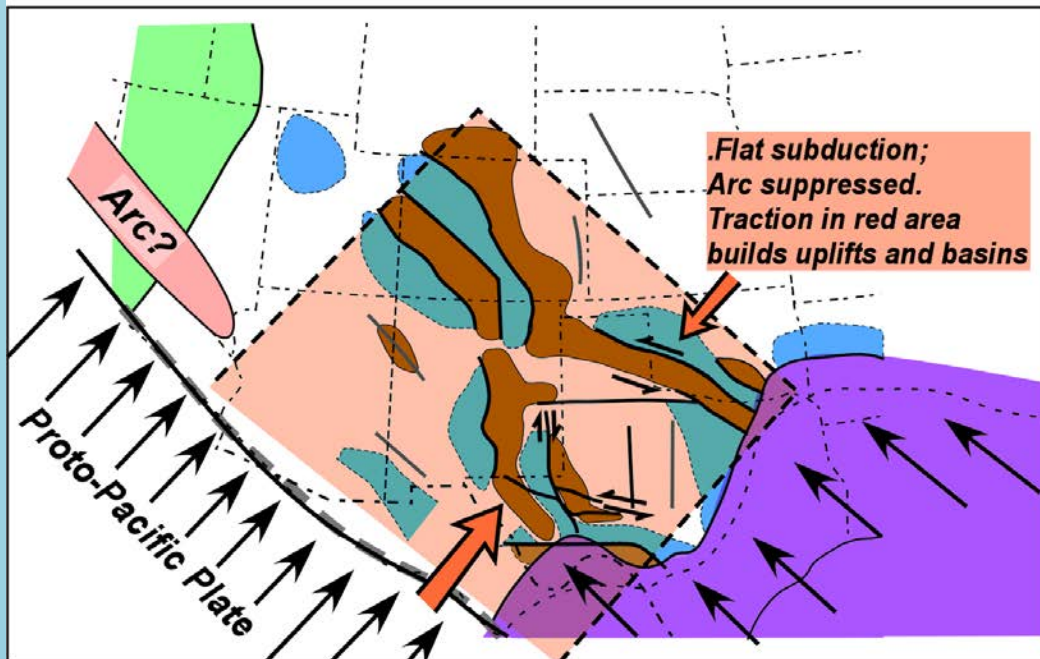 .Flat subduction;
Arc suppressed.
Traction in red area
builds uplifts and basins
Arc?
Proto-Pacific Plate